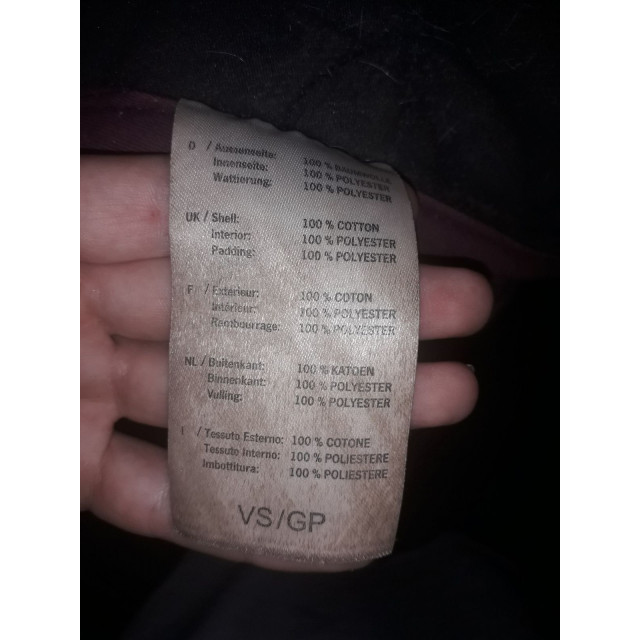 D / Aussenseite: 100 % BAUMWOLLE
Innenseite: 100 % POLYESTER
Wattierung: 100 % POLYESTER
UK / Shell: 100 % COTTON
Interior: 100 % POLYESTER
Padding: 100 % POLYESTER
F / Extérieur: 100 % COTON
Intérieur: 100 % POLYESTER
Rembourrage: 100 % POLYESTER
NL / Buitenkant: 100 % KATOEN
Binnenkant: 100 % POLYESTER
Vulling: 100 % POLYESTER
I / Tessuto Esterno: 100 % COTONE
Tessuto Interno: 100 % POLIESTERE
Imbottitura: 100 % POLIESTERE
VS/GP